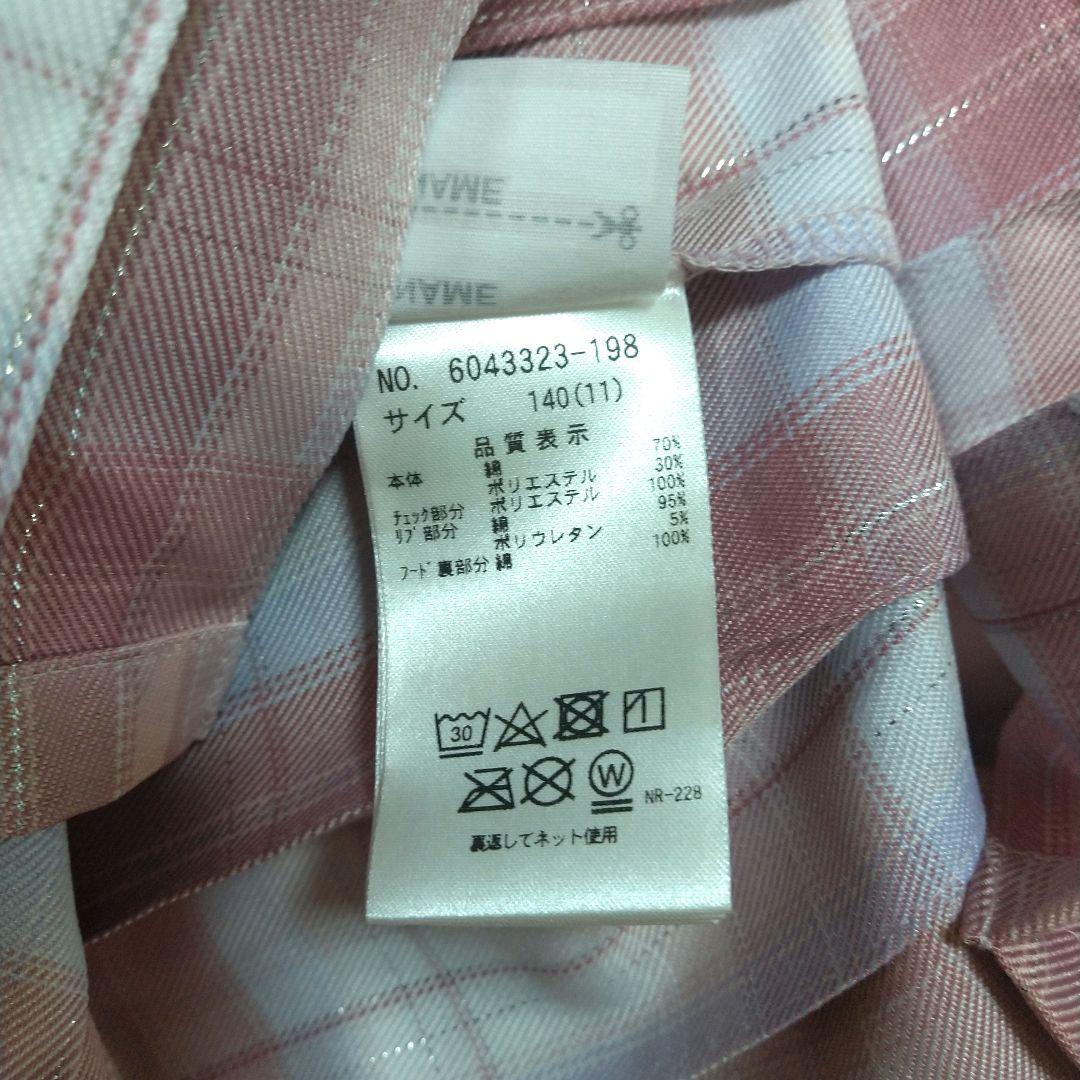 NAME
NAME
NO. 6043323-198
サイズ 140(11)
品質表示
本体 綿 70%
ポリエステル 30%
チェック部分 ポリエステル 100%
リブ部分 綿 95%
ポリウレタン 5%
フード裏部分 綿 100%
30
1
W
NR-228
裏返してネット使用